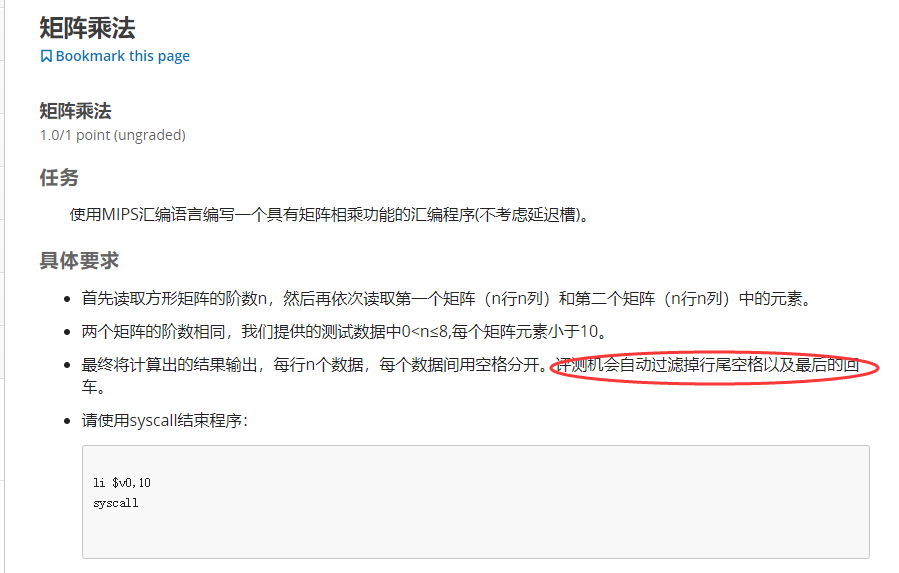 矩阵乘法
Bookmark this page
矩阵乘法
1.0/1 point (ungraded)
任务
使用MIPS汇编语言编写一个具有矩阵相乘功能的汇编程序(不考虑延迟槽)。
具体要求
首先读取方形矩阵的阶数n，然后再依次读取第一个矩阵（n行n列）和第二个矩阵（n行n列）中的元素。
两个矩阵的阶数相同，我们提供的测试数据中0<n≤8,每个矩阵元素小于10。
最终将计算出的结果输出，每行n个数据，每个数据间用空格分开。评测机会自动过滤掉行尾空格以及最后的回
车。
请使用syscall结束程序：
li $v0,10
syscall